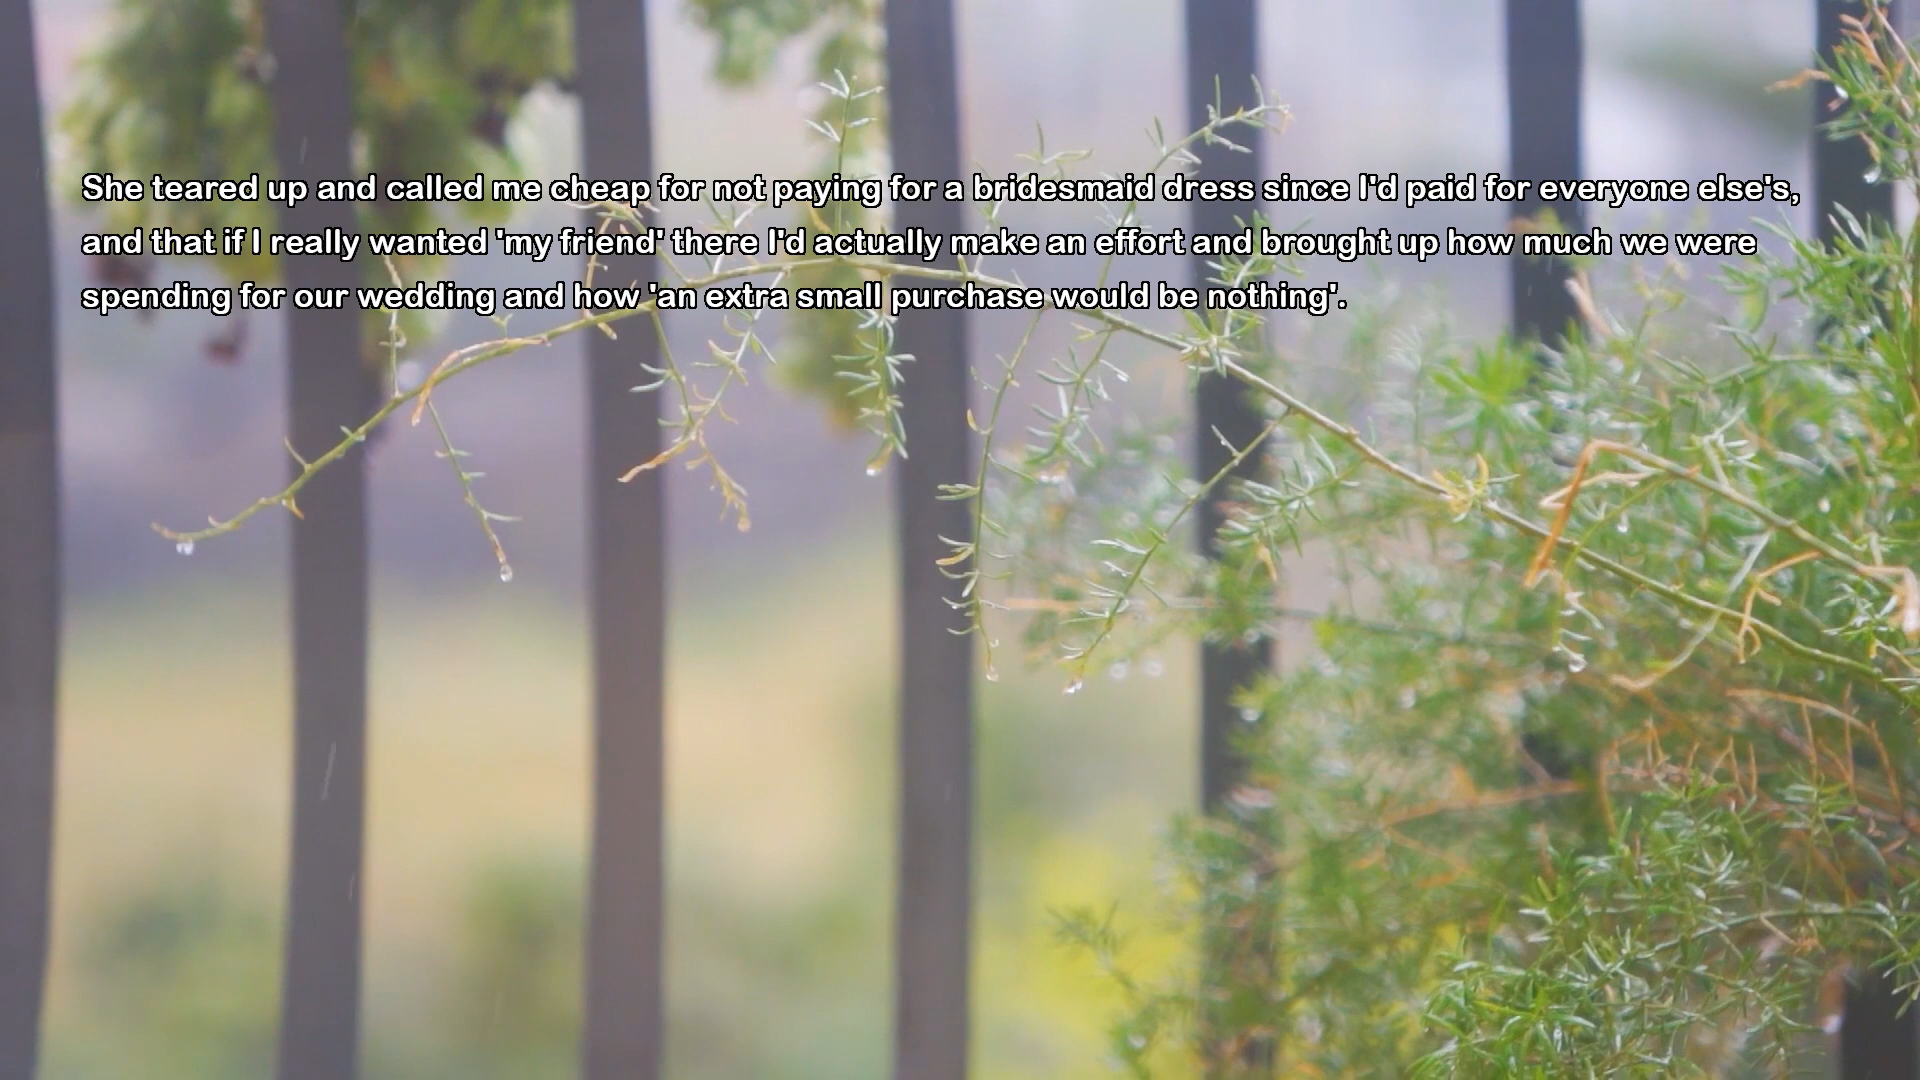 She teared up and called me cheap for not paying for a bridesmaid dress since I'd paid for everyone else's,
and that if I really wanted 'my friend' there I'd actually make an effort and brought up how much we were
spending for our wedding and how 'an extra small purchase would be nothing'.